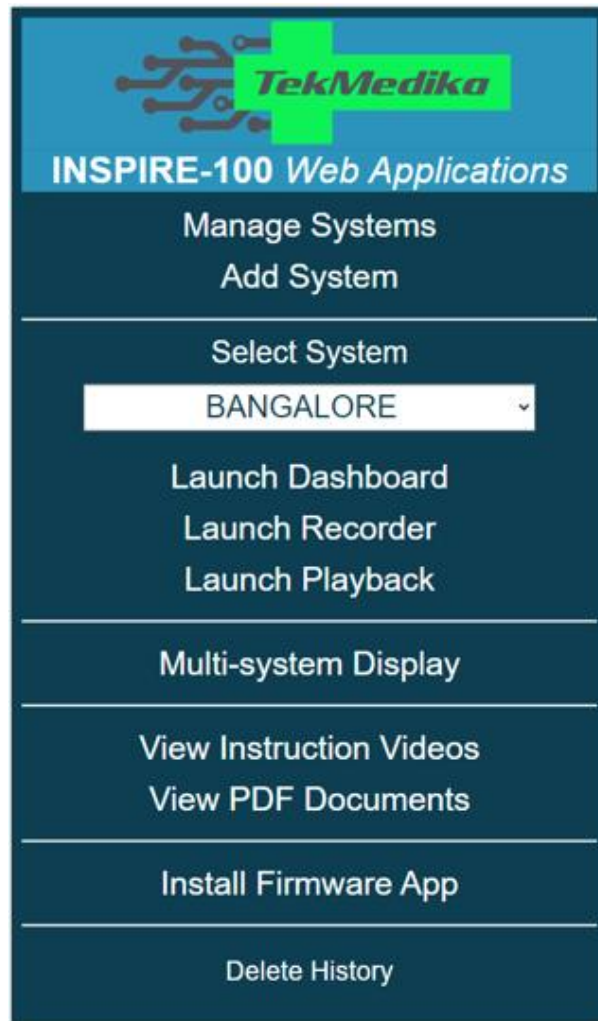 TekMedika
INSPIRE-100 Web Applications
Manage Systems
Add System
Select System
BANGALORE
Launch Dashboard
Launch Recorder
Launch Playback
Multi-system Display
View Instruction Videos
View PDF Documents
Install Firmware App
Delete History